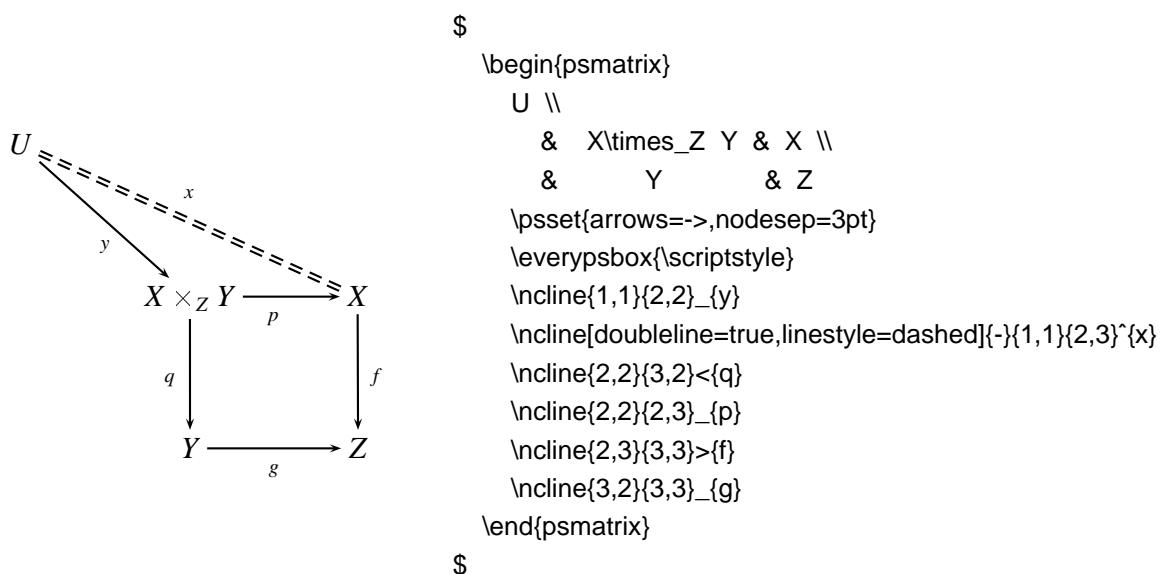 U
x
y
X ×Z Y
X
p
q
f
Y
Z
g
$
\begin{psmatrix}
U \\
& X\times_Z Y & X \\
& Y & Z
\psset{arrows=->,nodesep=3pt}
\everypsbox{\scriptstyle}
\ncline{1,1}{2,2}_{y}
\ncline[doubleline=true,linestyle=dashed]{-}{1,1}{2,3}^{x}
\ncline{2,2}{3,2}<{q}
\ncline{2,2}{2,3}_{p}
\ncline{2,3}{3,3}>{f}
\ncline{3,2}{3,3}_{g}
\end{psmatrix}
$